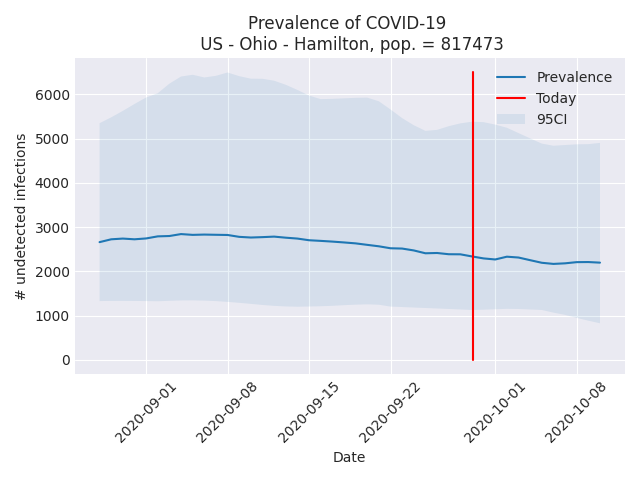 Prevalence of COVID-19
US - Ohio - Hamilton, pop. = 817473
Prevalence
Today
95CI
# undetected infections
6000
5000
4000
3000
2000
1000
0
2020-09-01
2020-09-08
2020-09-15
2020-09-22
2020-10-01
2020-10-08
Date